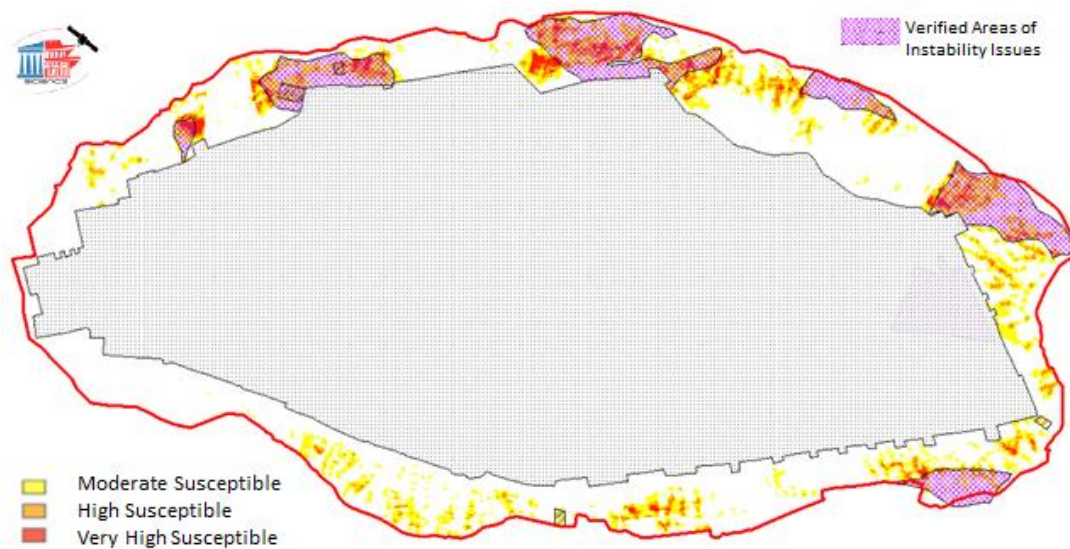 Verified Areas of
Instability Issues
Moderate Susceptible
High Susceptible
Very High Susceptible